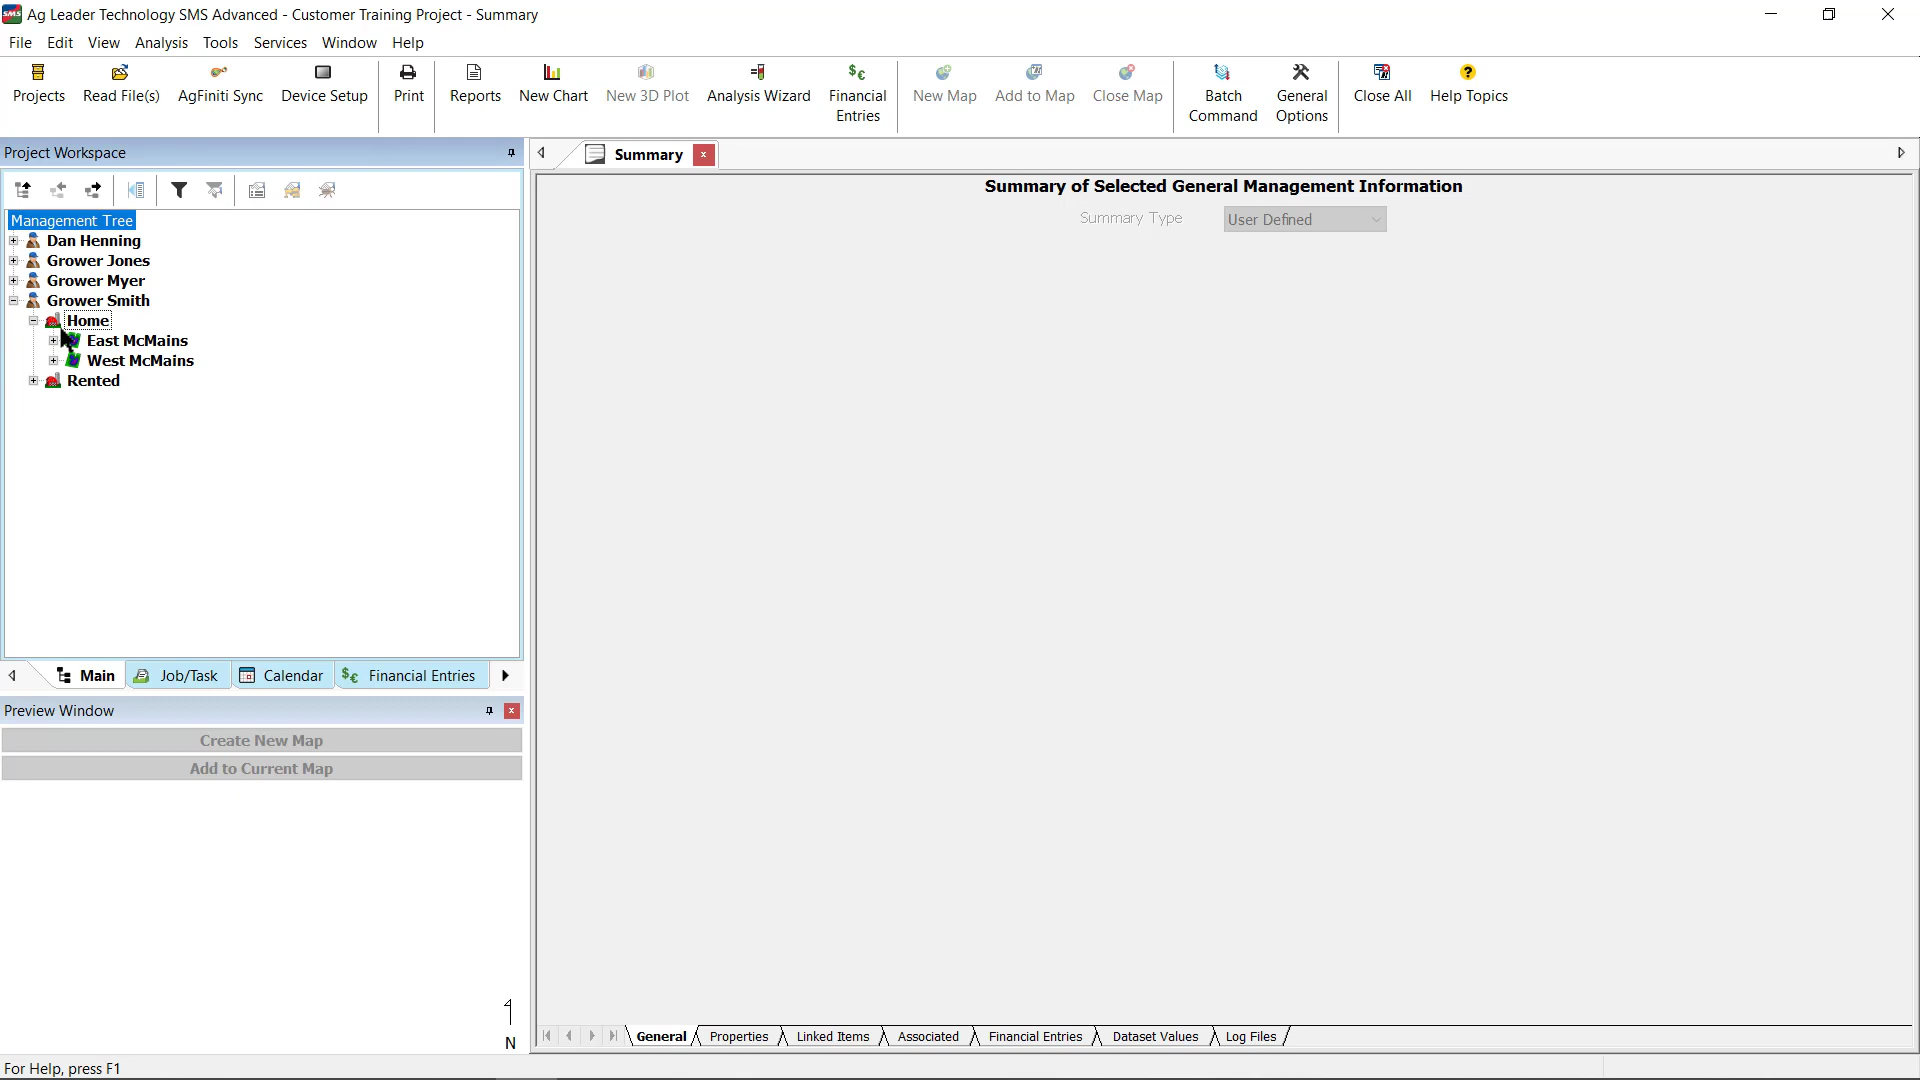 SMS Ag Leader Technology SMS Advanced - Customer Training Project - Summary
File Edit View Analysis Tools Services Window Help
Projects Read File(s) AgFiniti Sync Device Setup Print Reports New Chart New 3D Plot Analysis Wizard Financial Entries New Map Add to Map Close Map Batch Command General Options Close All Help Topics
Project Workspace
Summary
Management Tree
Dan Henning
Grower Jones
Grower Myer
Grower Smith
Home
East McMains
West McMains
Rented
Summary of Selected General Management Information
Summary Type User Defined
Main Job/Task Calendar Financial Entries
Preview Window
Create New Map
Add to Current Map
N
General Properties Linked Items Associated Financial Entries Dataset Values Log Files
For Help, press F1